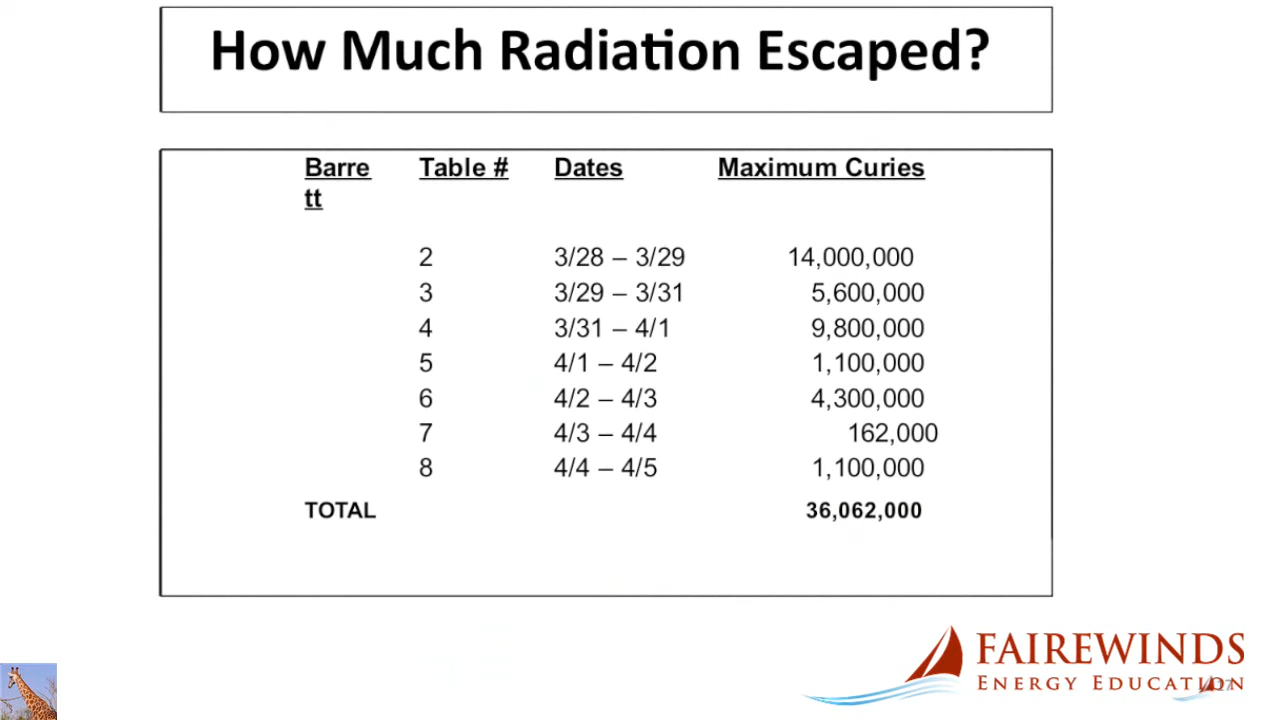 How Much Radiation Escaped?
Barre Table # Dates Maximum Curies
tt
2 3/28 – 3/29 14,000,000
3 3/29 – 3/31 5,600,000
4 3/31 – 4/1 9,800,000
5 4/1 – 4/2 1,100,000
6 4/2 – 4/3 4,300,000
7 4/3 – 4/4 162,000
8 4/4 – 4/5 1,100,000
TOTAL 36,062,000
FAIREWINDS
ENERGY EDUCATION
17